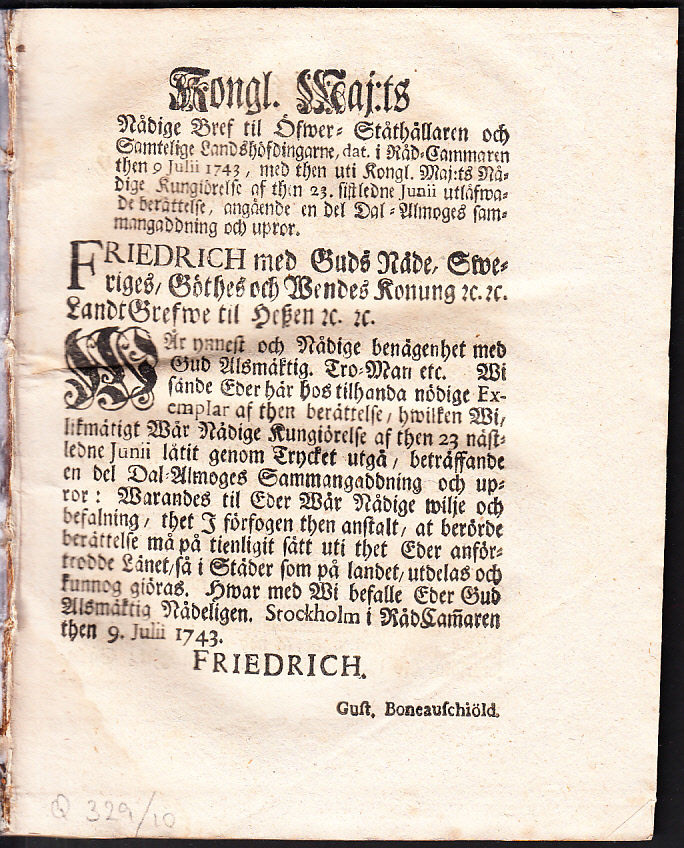 Kongl. Maj:ts
Nådige Bref til Öfwer-Ståthållaren och
Samtelige Landshöfdingarne, dat. i Råd-Cammaren
then 9 Julii 1743, med then uti Kongl. Maj:ts Nå-
dige Kungiörelse af then 23. sistledne Junii utlåfwa-
de berättelse, angående en del Dal-Almoges sam-
mangaddning och upror.
FRIEDRICH med Guds Nåde, Swe-
riges, Göthes och Wendes Konung ꝛc. ꝛc.
LandtGrefwe til Heßen ꝛc. ꝛc.
Wår ynnest och Nådige benägenhet med
Gud Alsmäktig. Tro-Man etc. Wi
sände Eder här hos tilhanda nödige Ex-
emplar af then berättelse, hwilken Wi,
likmätigt Wår Nådige Kungiörelse af then 23 näst-
ledne Junii låtit genom Trycket utgå, beträffande
en del Dal-Almoges Sammangaddning och up-
ror: Warandes til Eder Wår Nådige wilje och
befalning, thet J förfogen then anstalt, at berörde
berättelse må på tienligit sätt uti thet Eder anför-
trodde Länet, så i Städer som på landet, utdelas och
kunnog giöras. Hwar med Wi befalle Eder Gud
Alsmäktig Nådeligen. Stockholm i RådCam̄aren
then 9. Julii 1743.
FRIEDRICH.
Gust. Boneauschiöld.
Q 329/10